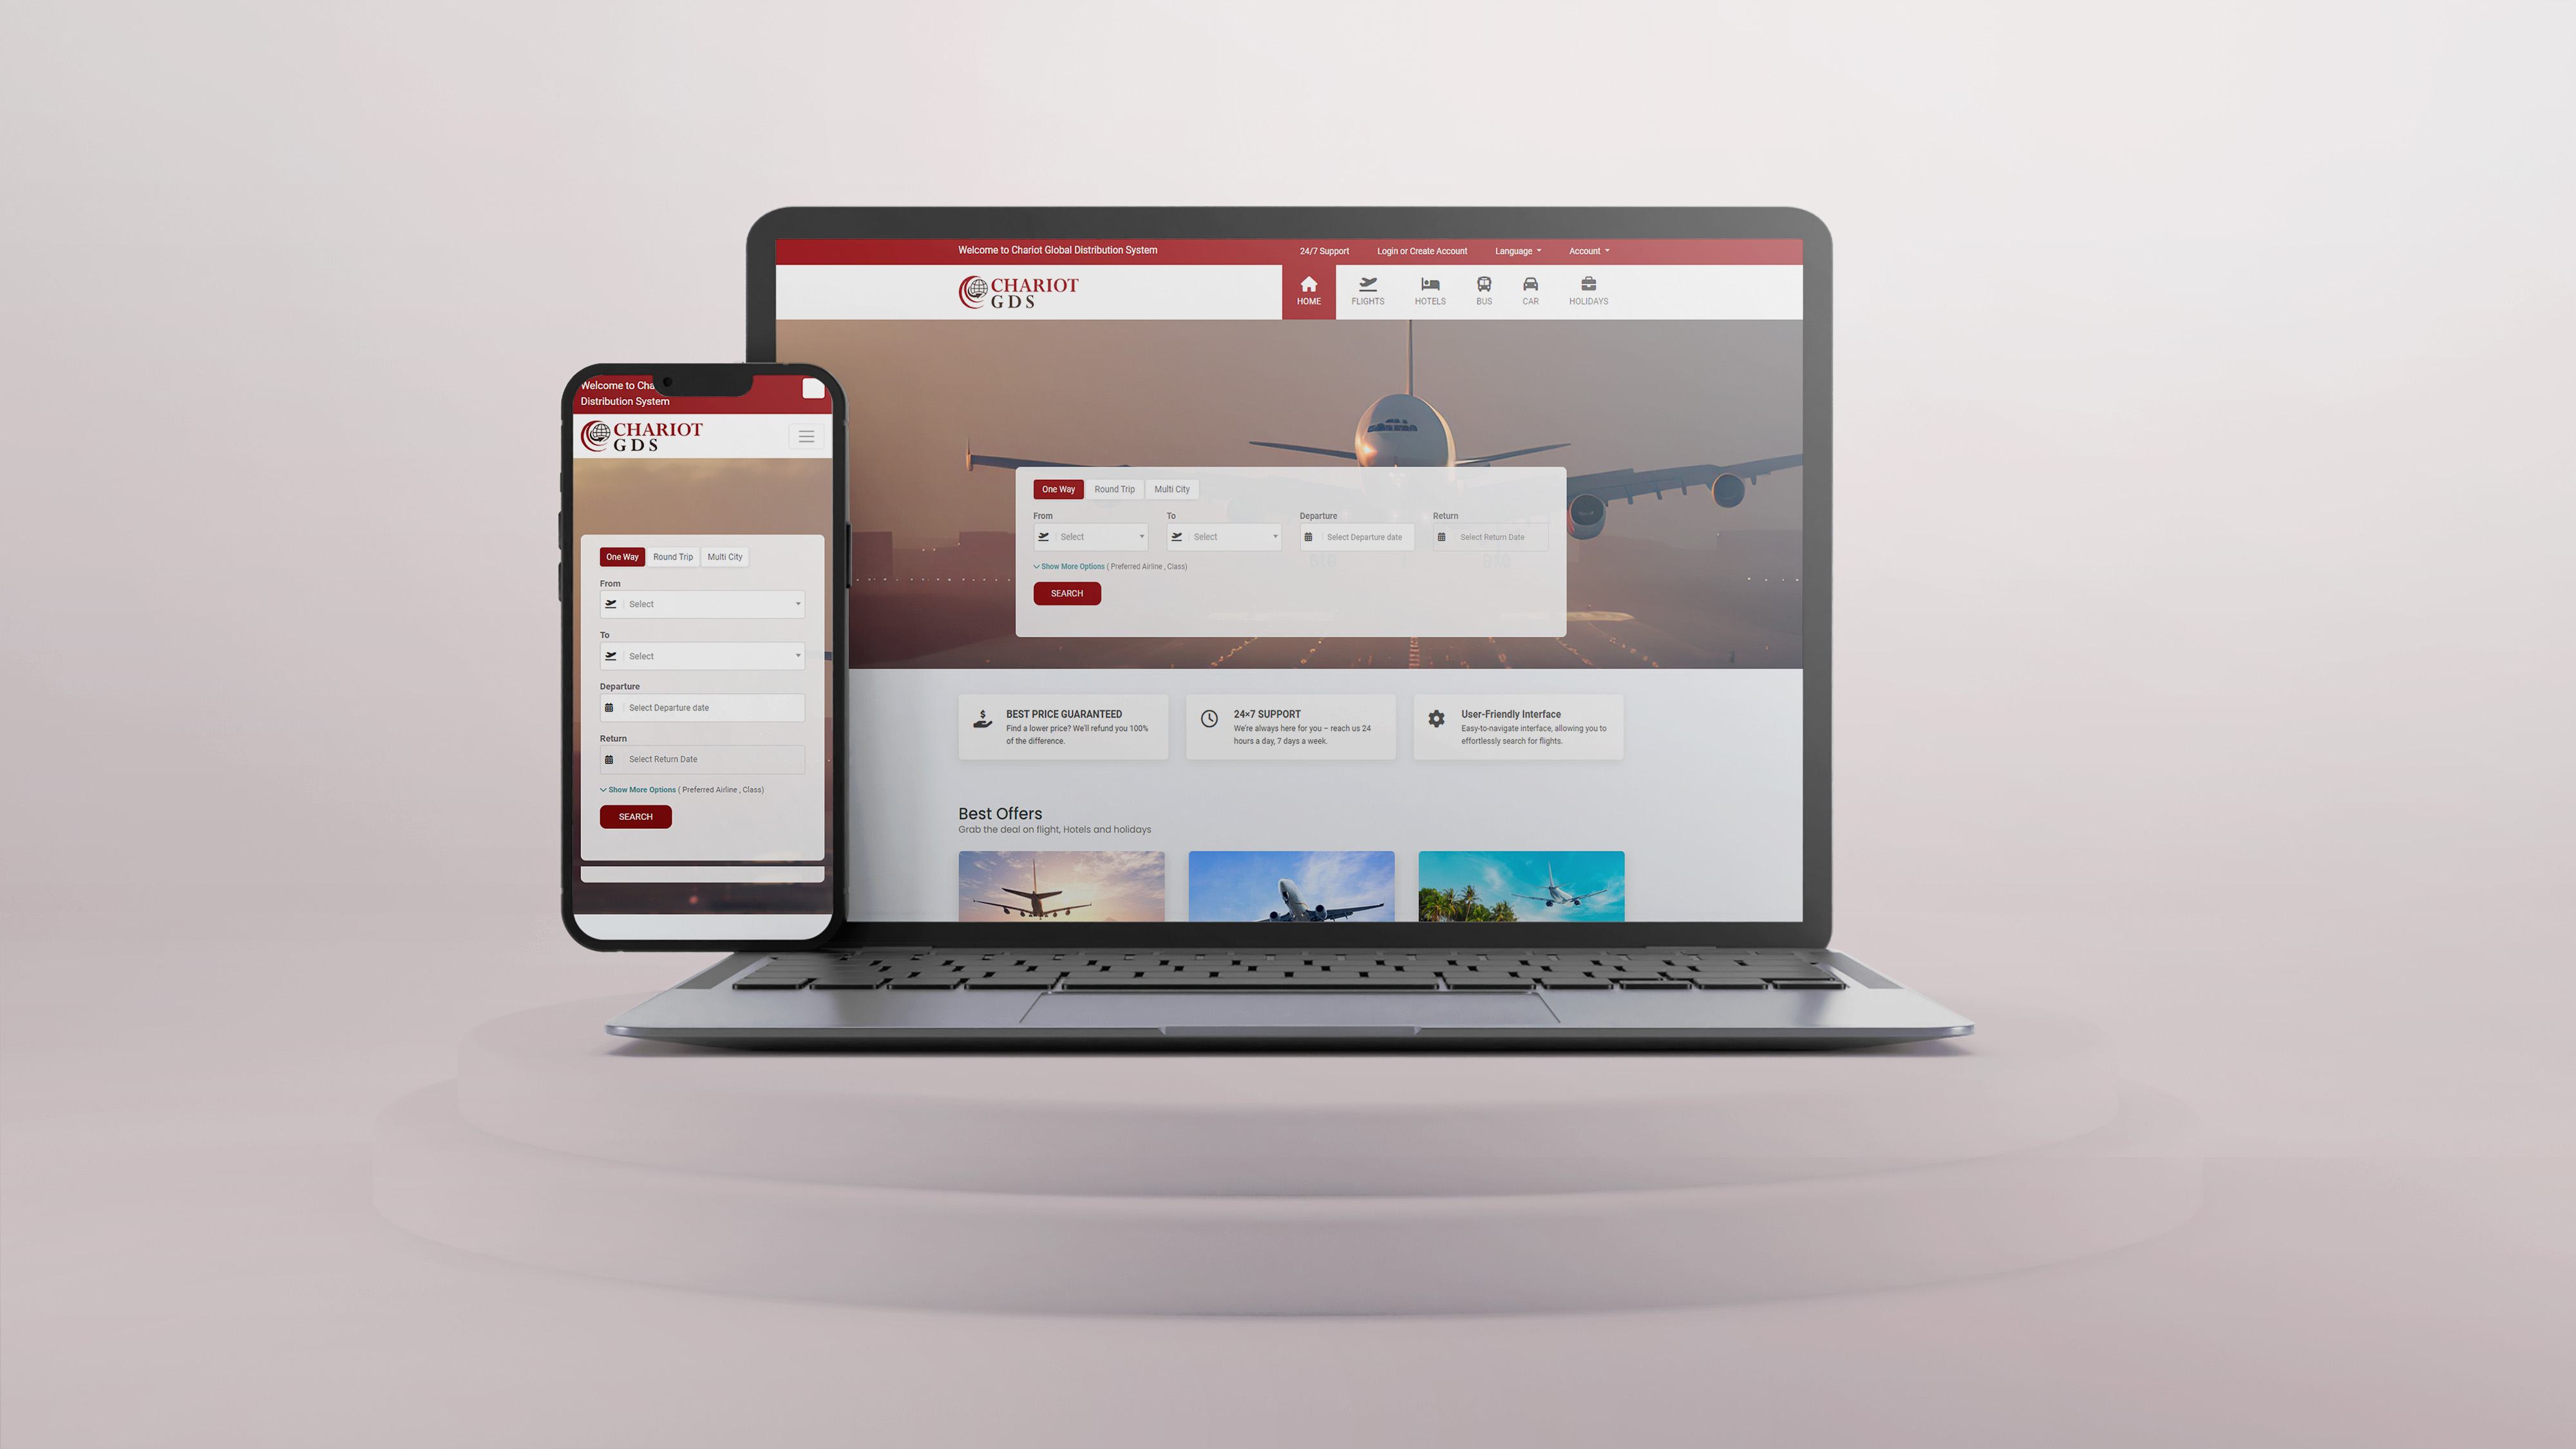 Welcome to Chariot Global Distribution System
24/7 Support
Login or Create Account
Language
Account
CHARIOT
GDS
HOME
FLIGHTS
HOTELS
BUS
CAR
HOLIDAYS
One Way
Round Trip
Multi City
From
To
Departure
Return
Select
Select
Select Departure date
Select Return Date
Show More Options ( Preferred Airline , Class)
SEARCH
BEST PRICE GUARANTEED
Find a lower price? We'll refund you 100%
of the difference.
24×7 SUPPORT
We're always here for you – reach us 24
hours a day, 7 days a week.
User-Friendly Interface
Easy-to-navigate interface, allowing you to
effortlessly search for flights.
Best Offers
Grab the deal on flight, Hotels and holidays
Welcome to Cha
Distribution System
CHARIOT
GDS
One Way
Round Trip
Multi City
From
Select
To
Select
Departure
Select Departure date
Return
Select Return Date
Show More Options ( Preferred Airline , Class)
SEARCH